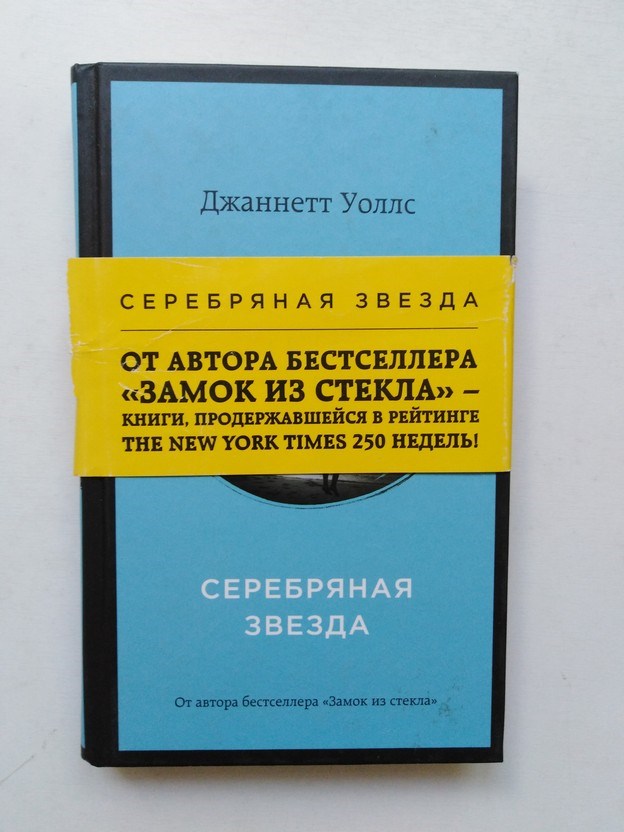 Джаннетт Уоллс
СЕРЕБРЯНАЯ ЗВЕЗДА
ОТ АВТОРА БЕСТСЕЛЛЕРА
«ЗАМОК ИЗ СТЕКЛА» –
КНИГИ, ПРОДЕРЖАВШЕЙСЯ В РЕЙТИНГЕ
THE NEW YORK TIMES 250 НЕДЕЛЬ!
СЕРЕБРЯНАЯ
ЗВЕЗДА
От автора бестселлера «Замок из стекла»